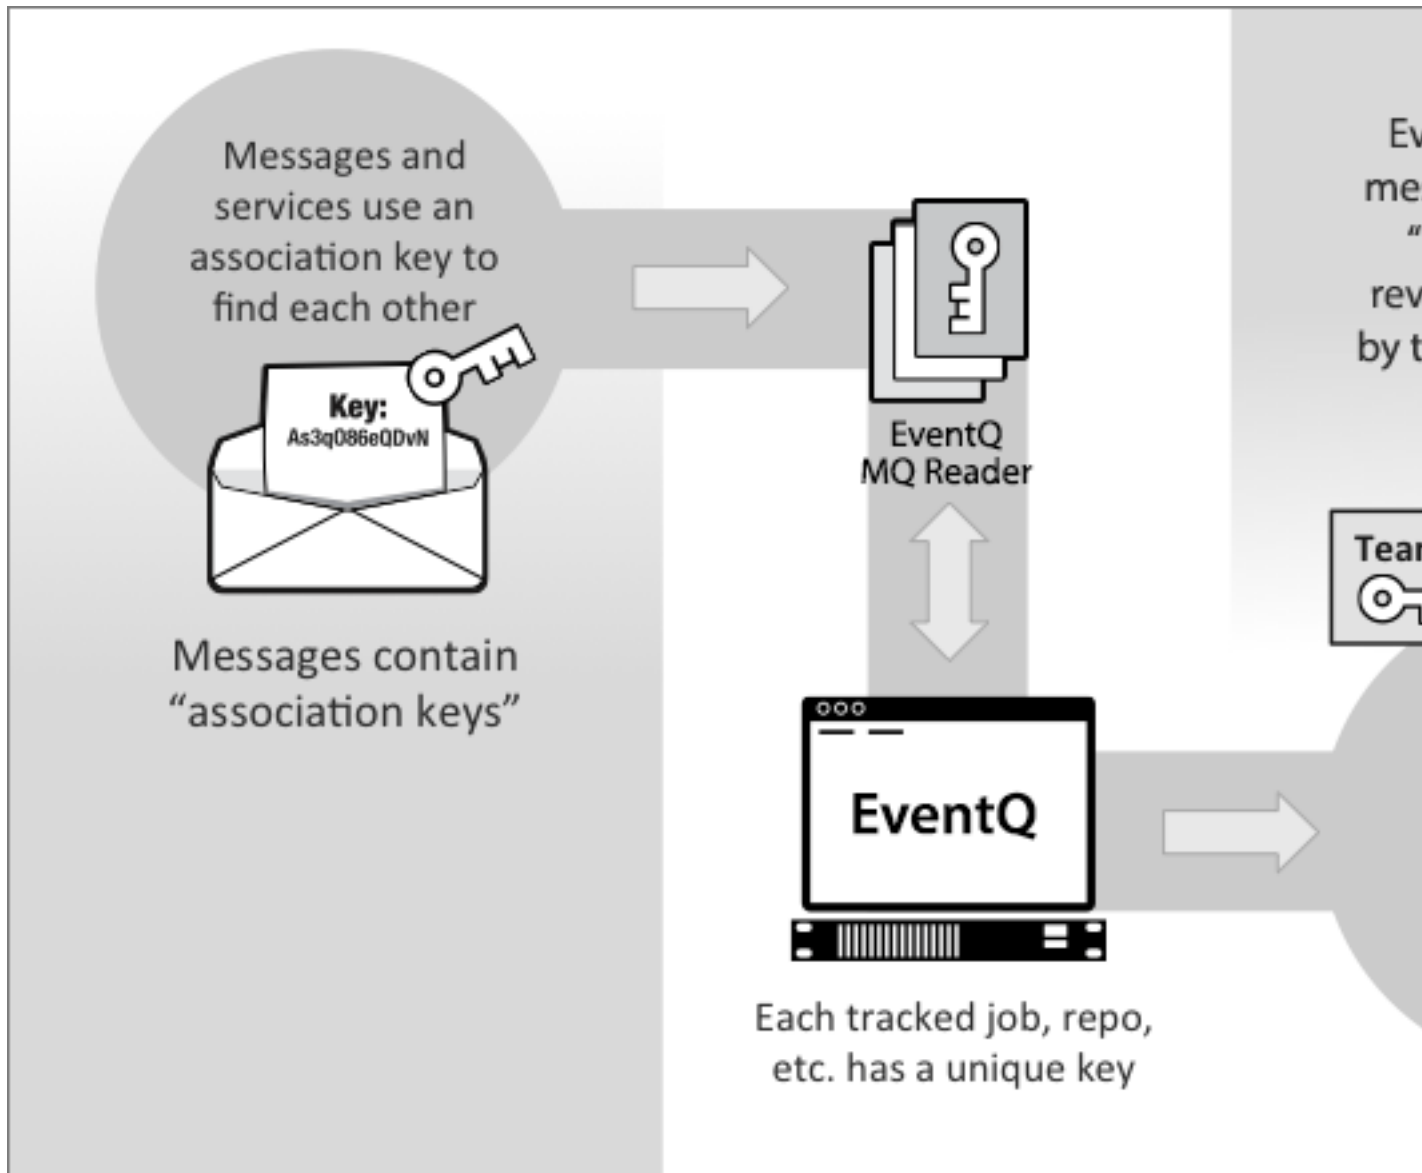 Messages and
services use an
association key to
find each other
Key:
As3q086eQDvN
Messages contain
“association keys”
EventQ
MQ Reader
EventQ
Each tracked job, repo,
etc. has a unique key
by